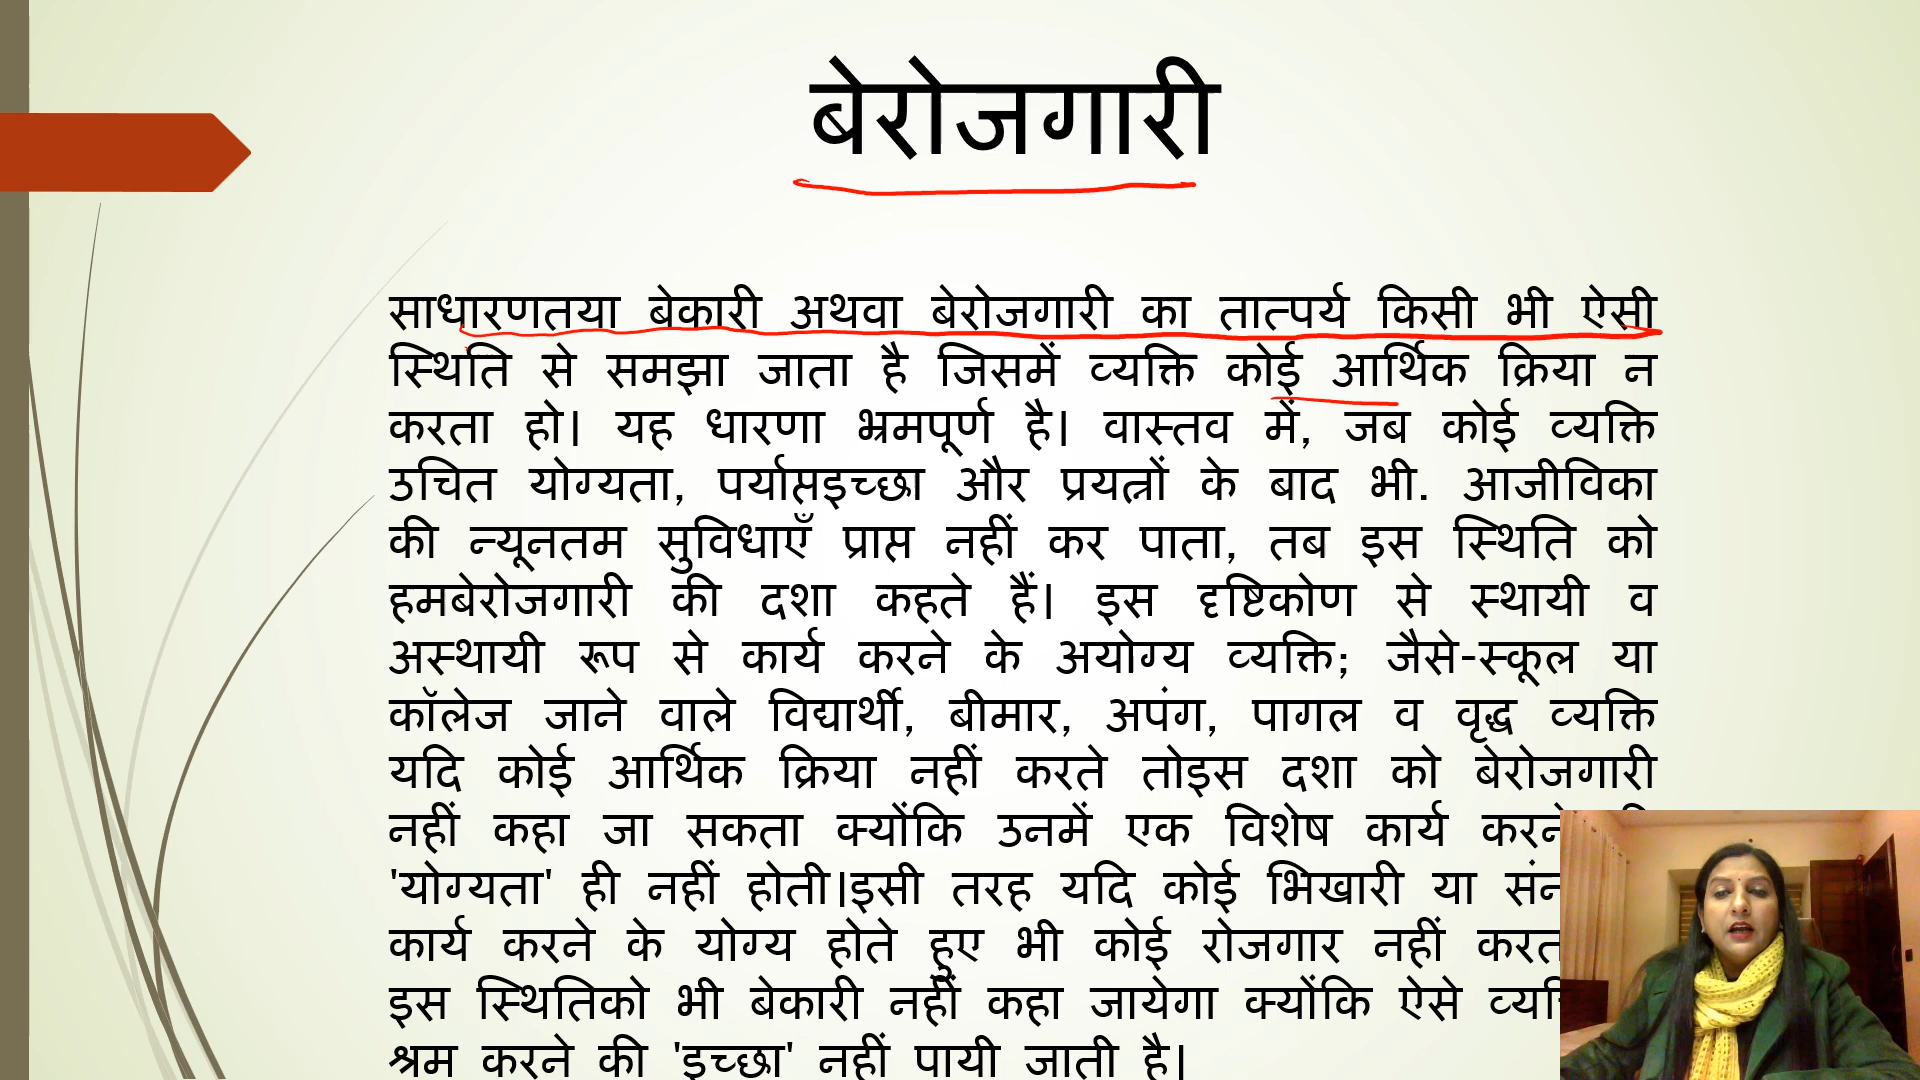 बेरोजगारी
साधारणतया बेकारी अथवा बेरोजगारी का तात्पर्य किसी भी ऐसी
स्थिति से समझा जाता है जिसमें व्यक्ति कोई आर्थिक क्रिया न
करता हो। यह धारणा भ्रमपूर्ण है। वास्तव में, जब कोई व्यक्ति
उचित योग्यता, पर्याप्तइच्छा और प्रयत्नों के बाद भी. आजीविका
की न्यूनतम सुविधाएँ प्राप्त नहीं कर पाता, तब इस स्थिति को
हमबेरोजगारी की दशा कहते हैं। इस दृष्टिकोण से स्थायी व
अस्थायी रूप से कार्य करने के अयोग्य व्यक्ति; जैसे-स्कूल या
कॉलेज जाने वाले विद्यार्थी, बीमार, अपंग, पागल व वृद्ध व्यक्ति
यदि कोई आर्थिक क्रिया नहीं करते तोइस दशा को बेरोजगारी
नहीं कहा जा सकता क्योंकि उनमें एक विशेष कार्य करने
'योग्यता' ही नहीं होती।इसी तरह यदि कोई भिखारी या
कार्य करने के योग्य होते हुए भी कोई रोजगार नहीं
इस स्थितिको भी बेकारी नहीं कहा जायेगा क्योंकि ऐसे
श्रम करने की 'इच्छा' नहीं पायी जाती है।